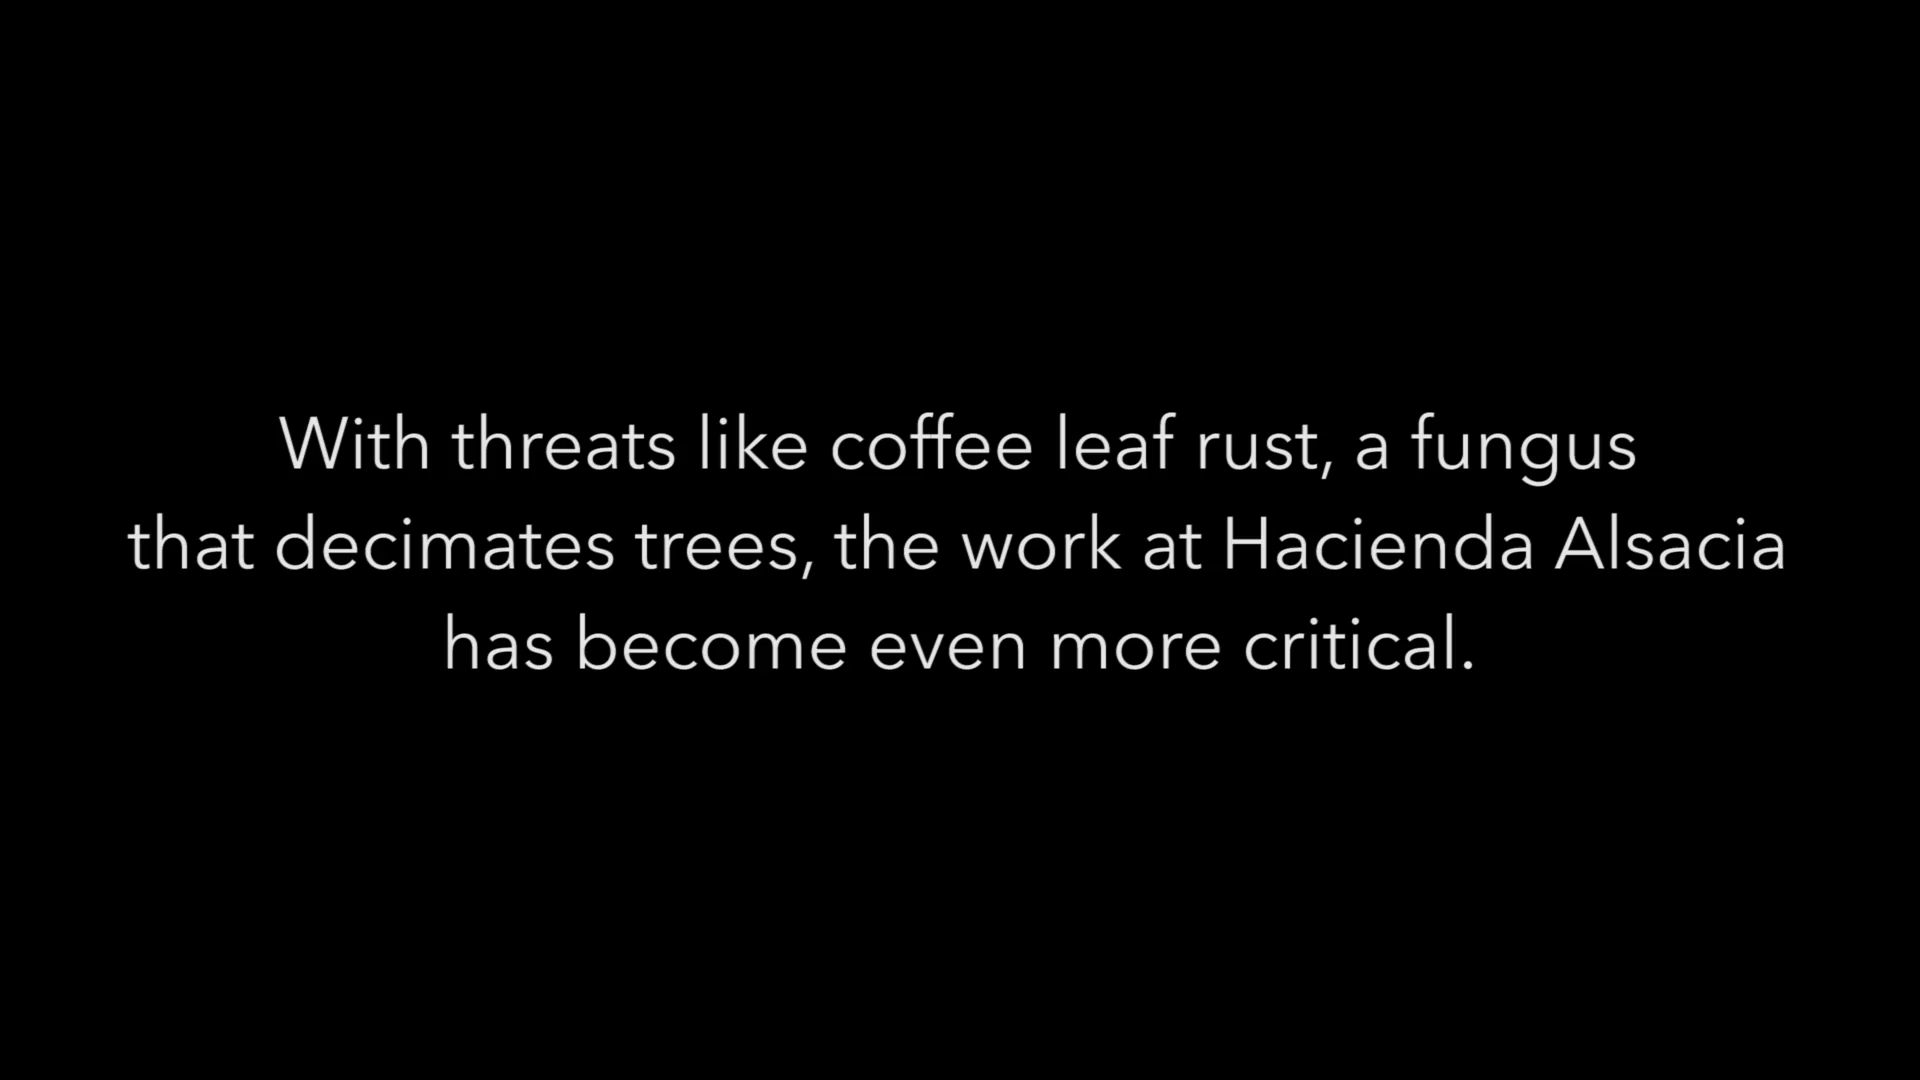 With threats like coffee leaf rust, a fungus
that decimates trees, the work at Hacienda Alsacia
has become even more critical.